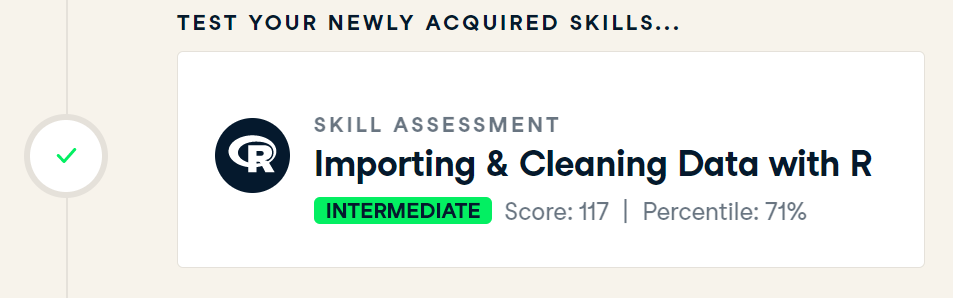 TEST YOUR NEWLY ACQUIRED SKILLS...
R
SKILL ASSESSMENT
Importing & Cleaning Data with R
INTERMEDIATE Score: 117 | Percentile: 71%